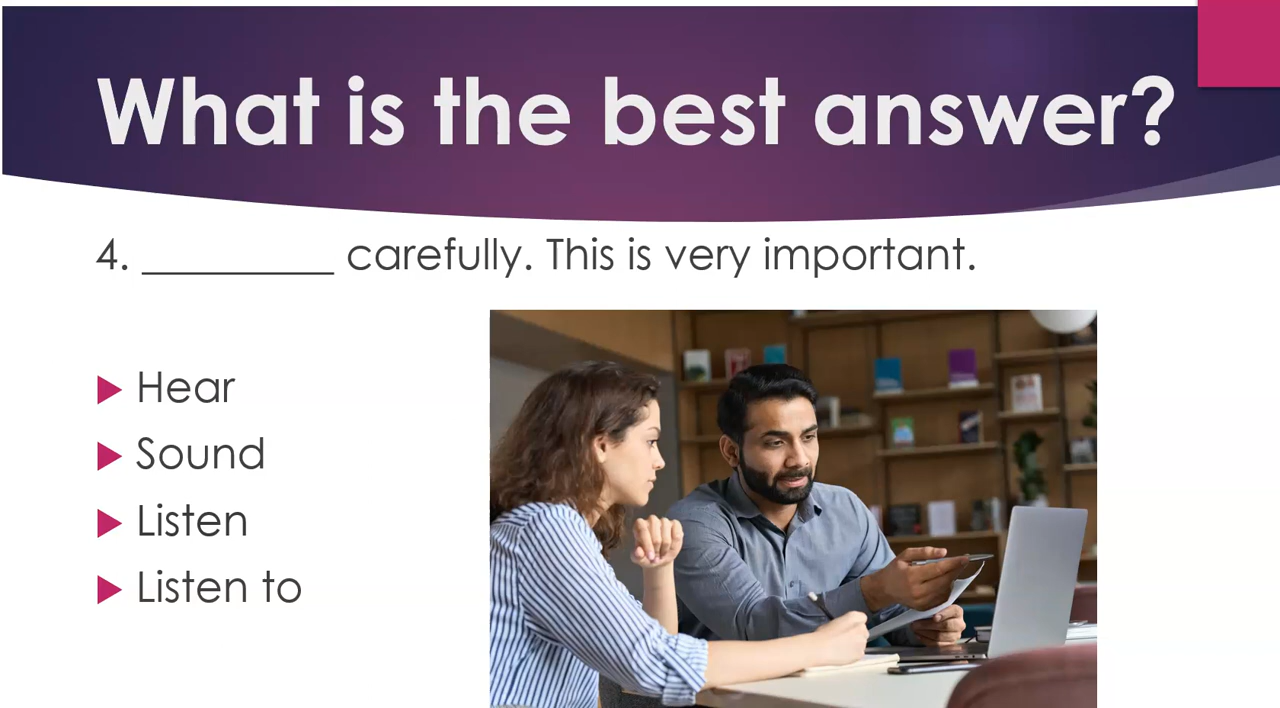 What is the best answer?
4. _________ carefully. This is very important.
Hear
Sound
Listen
Listen to